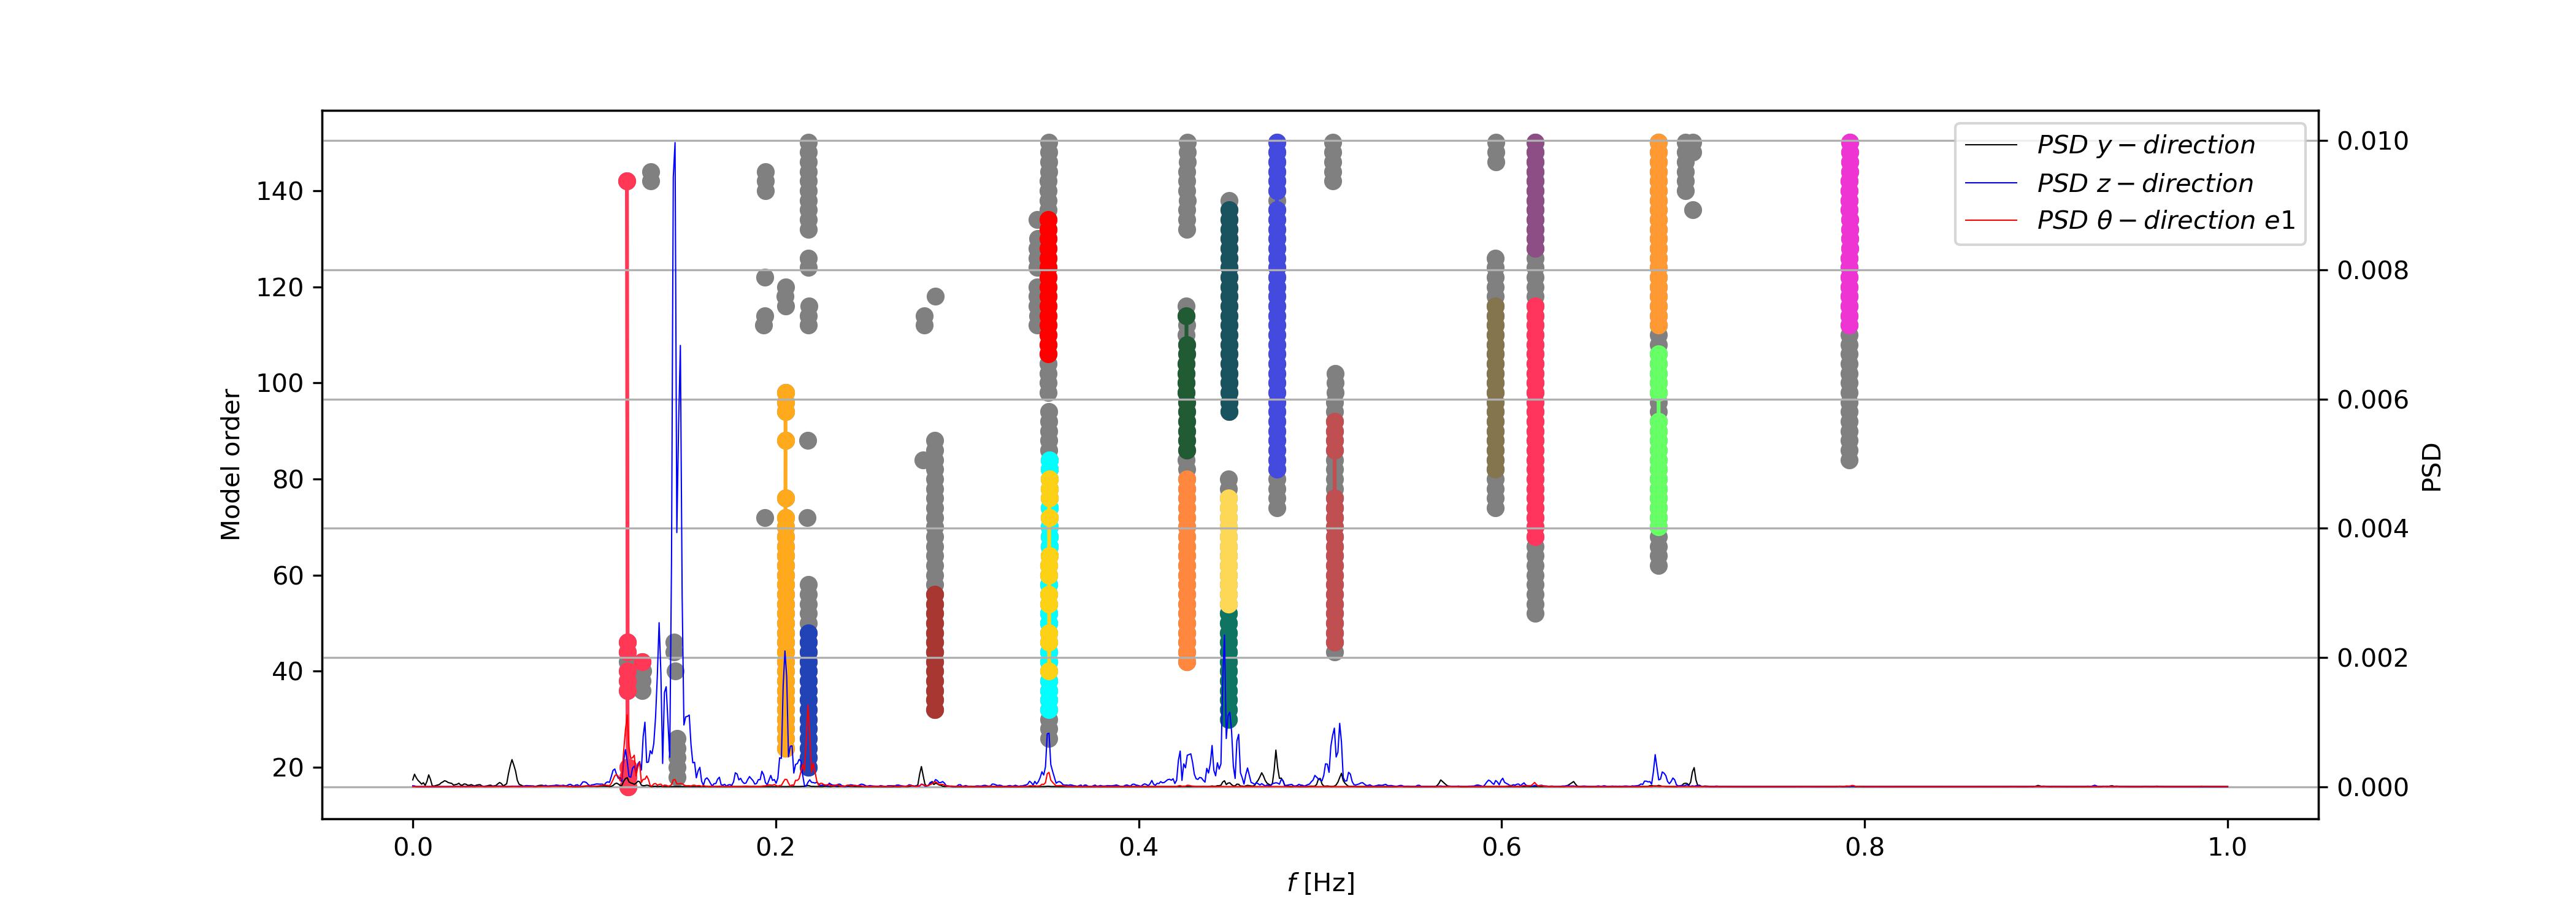 PSD y − direction
PSD z − direction
PSD θ − direction e1
140
120
100
80
60
40
20
Model order
0.010
0.008
0.006
0.004
0.002
0.000
PSD
0.0 0.2 0.4 0.6 0.8 1.0
f [Hz]